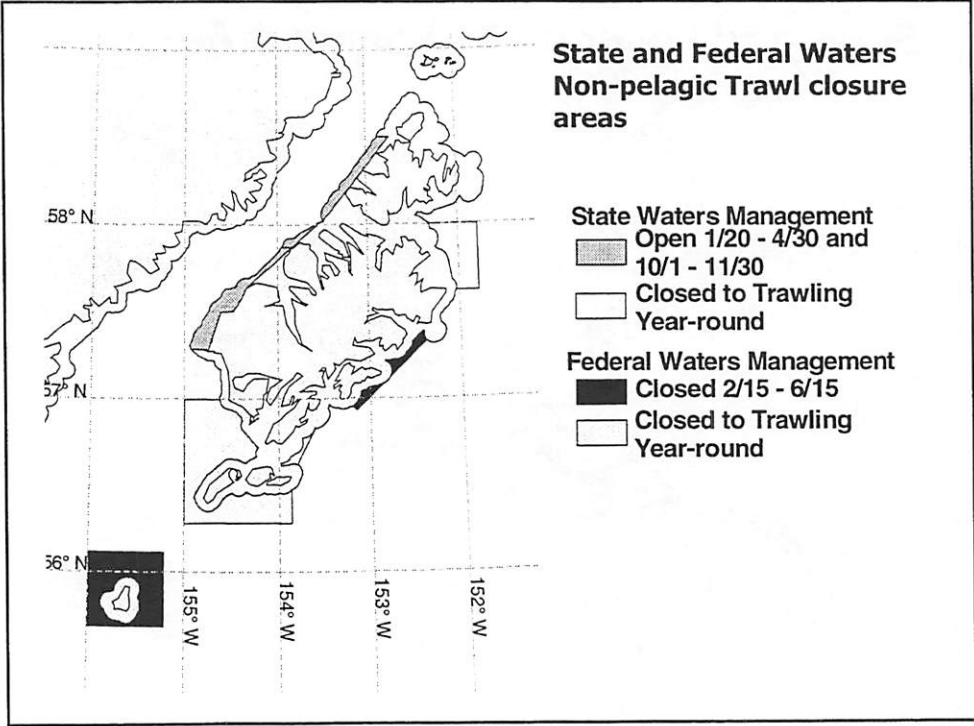 State and Federal Waters
Non-pelagic Trawl closure
areas
State Waters Management
Open 1/20 - 4/30 and
10/1 - 11/30
Closed to Trawling
Year-round
Federal Waters Management
Closed 2/15 - 6/15
Closed to Trawling
Year-round
58° N
57° N
56° N
155° W
154° W
153° W
152° W